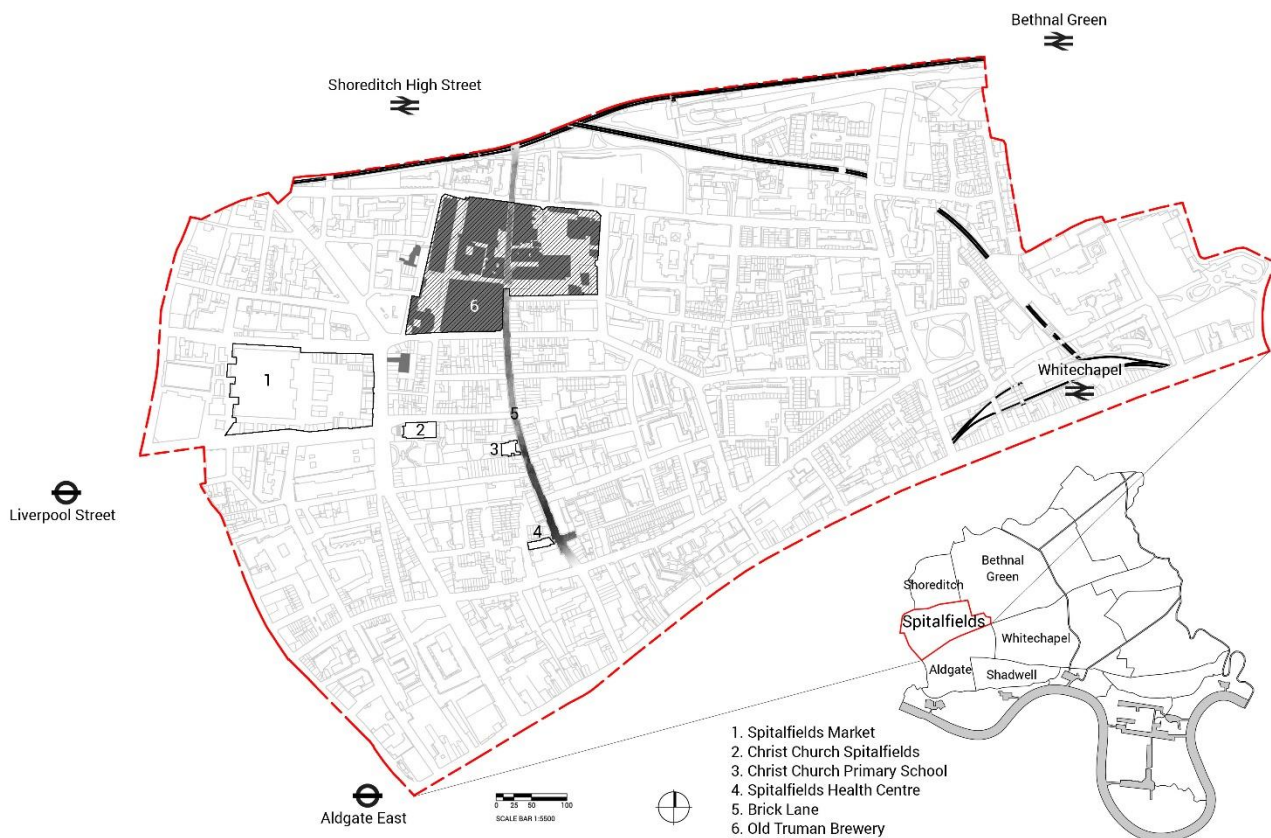 Bethnal Green
Shoreditch High Street
1
6
5
2
3
4
Whitechapel
Liverpool Street
Aldgate East
0 25 50 100
SCALE BAR 1:5500
Shoreditch
Bethnal
Green
Spitalfields
Whitechapel
Aldgate
Shadwell
1. Spitalfields Market
2. Christ Church Spitalfields
3. Christ Church Primary School
4. Spitalfields Health Centre
5. Brick Lane
6. Old Truman Brewery